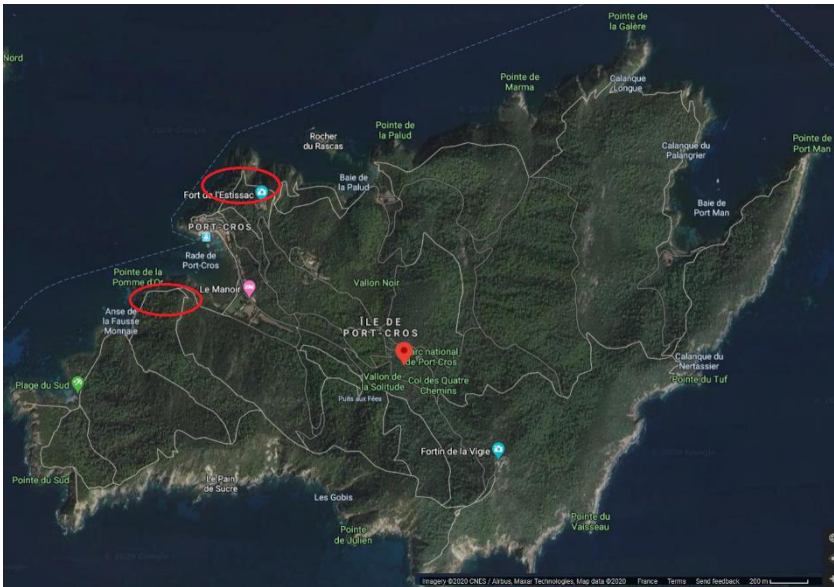 Pointe de
la Galère
Nord
Pointe de
Marma
Calanque
Longue
Rocher
du Rascas
Pointe de
la Palud
Pointe de
Port Man
Calanque du
Palangrier
Baie de
la Palud
Fort de l'Estissac
Baie de
Port Man
PORT-CROS
Rade de
Port-Cros
Pointe de la
Pomme d'Or
Vallon Noir
Le Manoir
Anse de
la Fausse
Monnaie
ÎLE DE
PORT-CROS
Parc national
de Port-Cros
Calanque du
Nertassier
Vallon de
la Solitude
Col des Quatre
Chemins
Pointe du Tuf
Plage du Sud
Puits aux Fées
Fortin de la Vigie
Pointe du Sud
Le Pain
de Sucre
Les Gobis
Pointe
de Julien
Pointe du
Vaisseau
Imagery ©2020 CNES / Airbus, Maxar Technologies, Map data ©2020 France Terms Send feedback 200 m